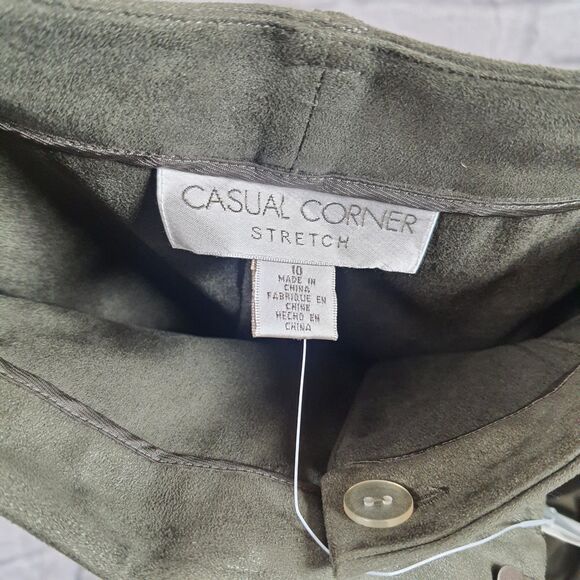 CASUAL CORNER
STRETCH
10
MADE IN
CHINA
FABRIQUE EN
CHINE
HECHO EN
CHINA